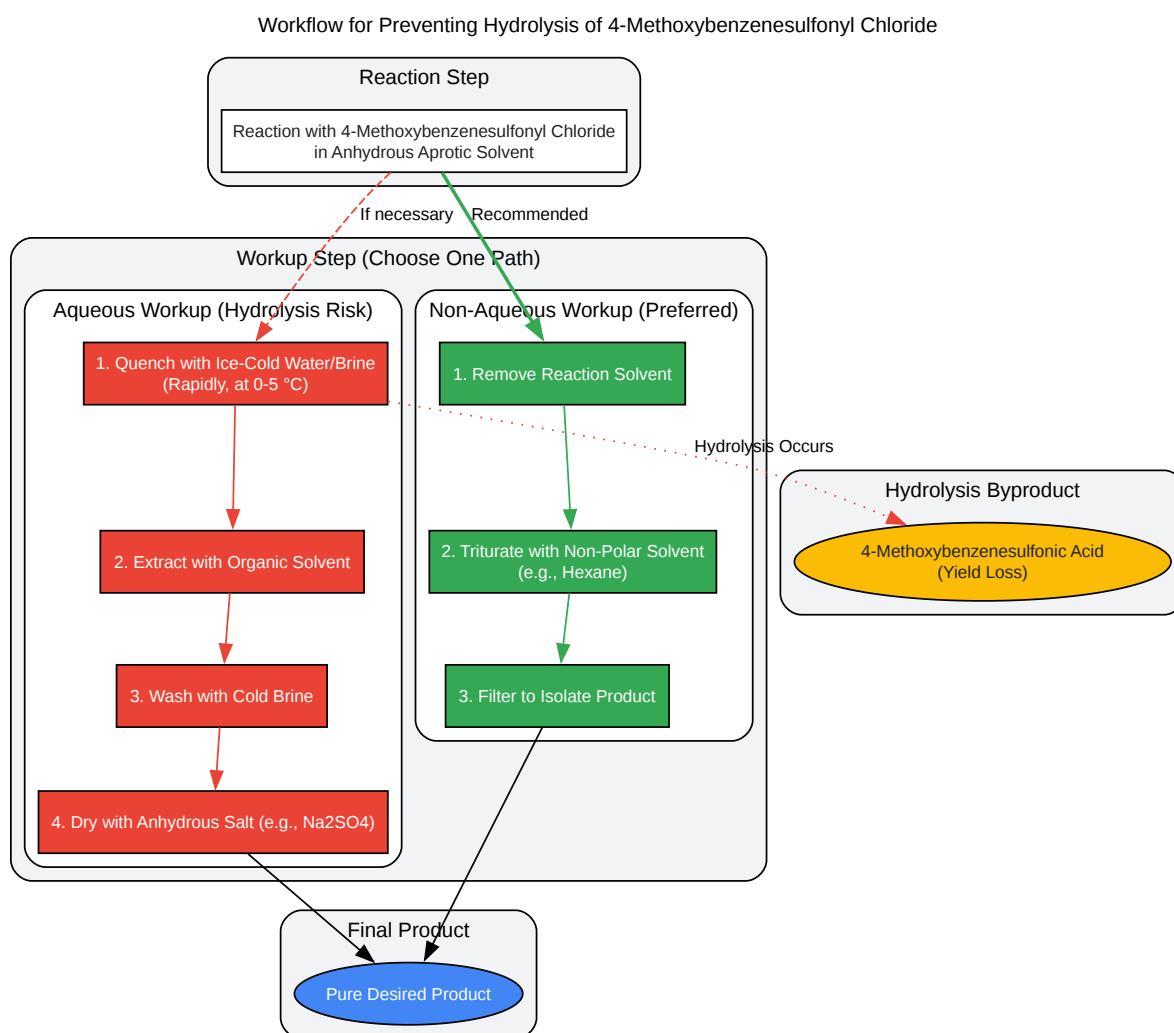 Workflow for Preventing Hydrolysis of 4-Methoxybenzenesulfonyl Chloride
Reaction Step
Reaction with 4-Methoxybenzenesulfonyl Chloride
in Anhydrous Aprotic Solvent
If necessary
Recommended
Workup Step (Choose One Path)
Aqueous Workup (Hydrolysis Risk)
1. Quench with Ice-Cold Water/Brine
(Rapidly, at 0-5 °C)
2. Extract with Organic Solvent
3. Wash with Cold Brine
4. Dry with Anhydrous Salt (e.g., Na2SO4)
Non-Aqueous Workup (Preferred)
1. Remove Reaction Solvent
2. Triturate with Non-Polar Solvent
(e.g., Hexane)
3. Filter to Isolate Product
Hydrolysis Occurs
Hydrolysis Byproduct
4-Methoxybenzenesulfonic Acid
(Yield Loss)
Final Product
Pure Desired Product